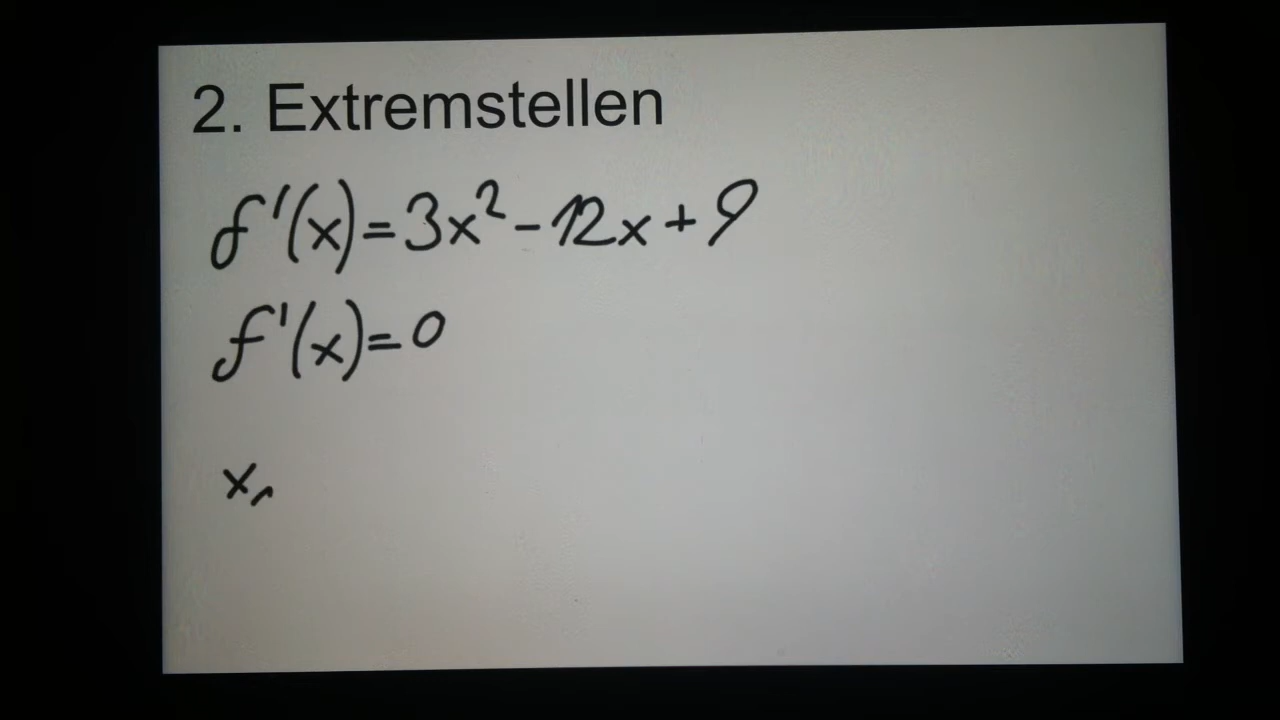 2. Extremstellen
f'(x)=3x²-12x+9
f'(x)=0
x₁